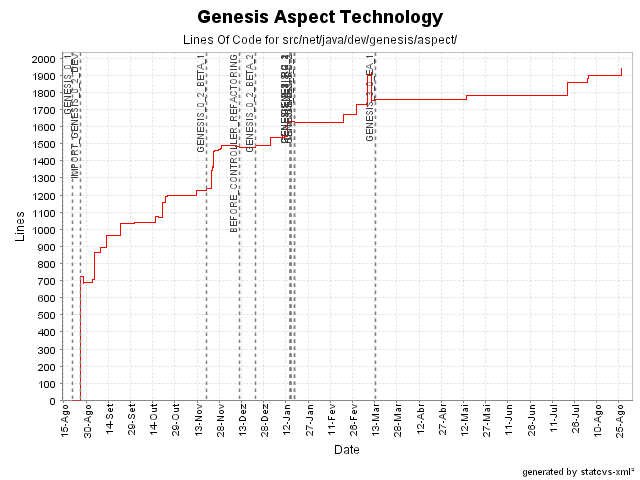 Genesis Aspect Technology
Lines Of Code for src/net/java/dev/genesis/aspect/
2000
1900
1800
1700
1600
1500
1400
1300
1200
1100
1000
900
800
700
600
500
400
300
200
100
0
Lines
GENESIS_0_1
IMPORT_GENESIS_0_2_DEV
GENESIS_0_2_BETA_1
BEFORE_CONTROLLER_REFACTORING
GENESIS_0_2_BETA_2
15-Ago
30-Ago
14-Set
29-Set
14-Out
29-Out
13-Nov
28-Nov
13-Dez
28-Dez
12-Jan
27-Jan
11-Fev
26-Fev
13-Mar
28-Mar
12-Abr
27-Abr
12-Mai
27-Mai
11-Jun
26-Jun
11-Jul
26-Jul
10-Ago
25-Ago
Date
generated by statcvs-xml²